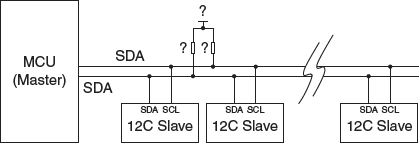 ?
MCU
(Master)
SDA
? ?
SDA
SDA SCL
12C Slave
SDA SCL
12C Slave
SDA SCL
12C Slave